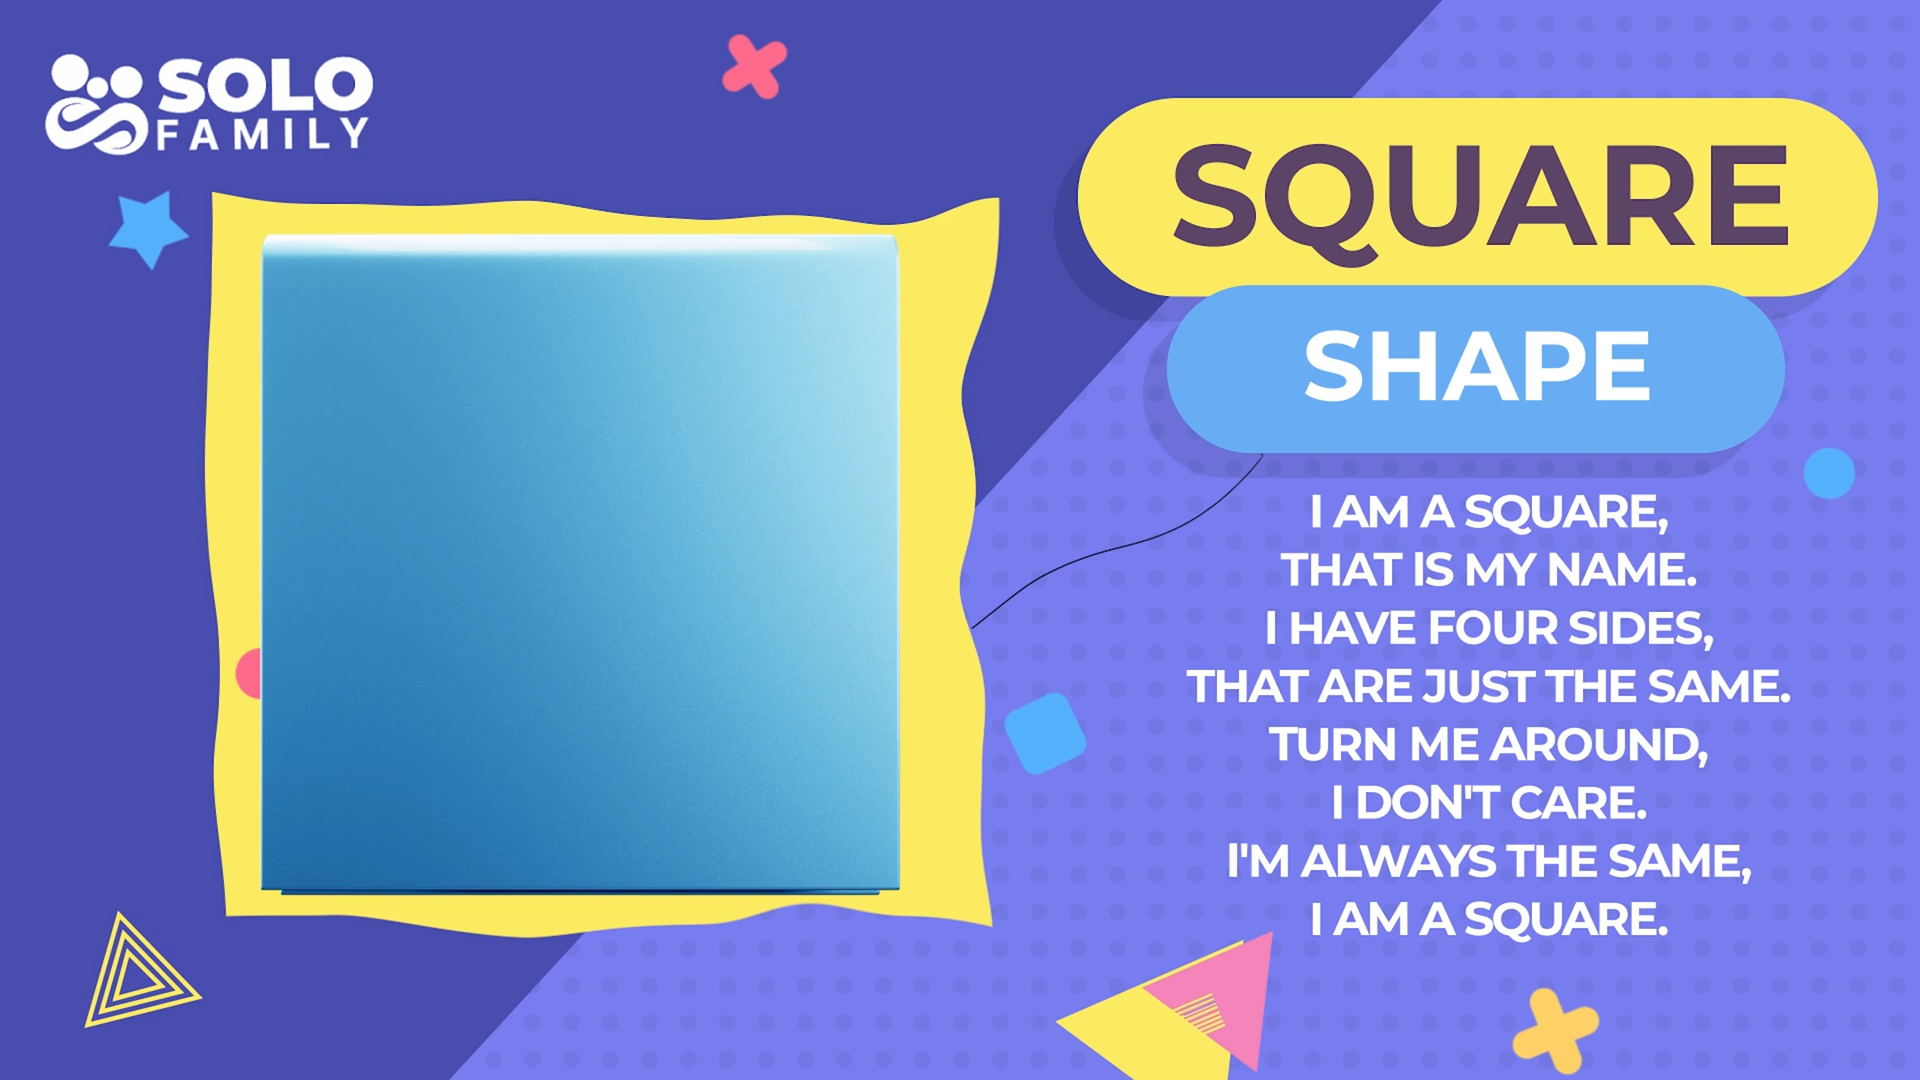 SOLO
FAMILY
SQUARE
SHAPE
I AM A SQUARE,
THAT IS MY NAME.
I HAVE FOUR SIDES,
THAT ARE JUST THE SAME.
TURN ME AROUND,
I DON'T CARE.
I'M ALWAYS THE SAME,
I AM A SQUARE.